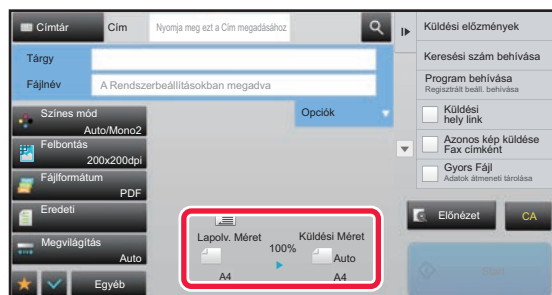 Címtár
Cím
Nyomja meg ezt a Cím megadásához
Tárgy
Fájlnév
A Rendszerbeállításokban megadva
Opciók
Színes mód
Auto/Mono2
Felbontás
200x200dpi
Fájlformátum
PDF
Eredeti
Megvilágítás
Auto
Egyéb
Lapolv. Méret
A4
100%
Küldési Méret
Auto
A4
Küldési előzmények
Keresési szám behívása
Program behívása
Regisztrált beáll. behívása
Küldési
hely link
Azonos kép küldése
Fax címként
Gyors Fájl
Adatok átmeneti tárolása
Előnézet
CA
Start